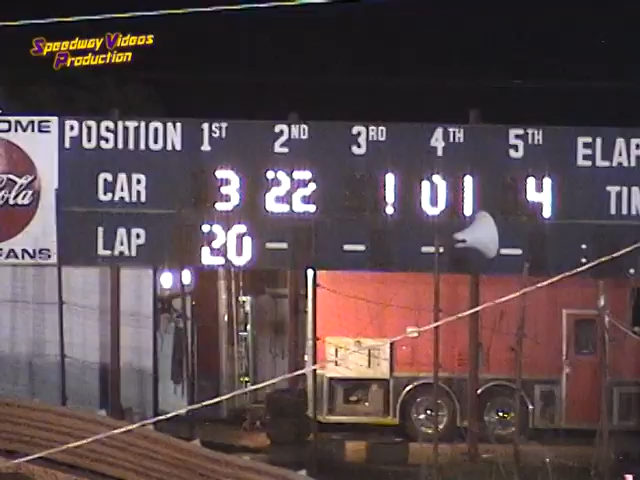 Speedway Videos
Production
OME
Cola
FANS
POSITION 1ST 2ND 3RD 4TH 5TH ELAP
CAR 3 22 1 01 4 TIM
LAP 20 – – – –